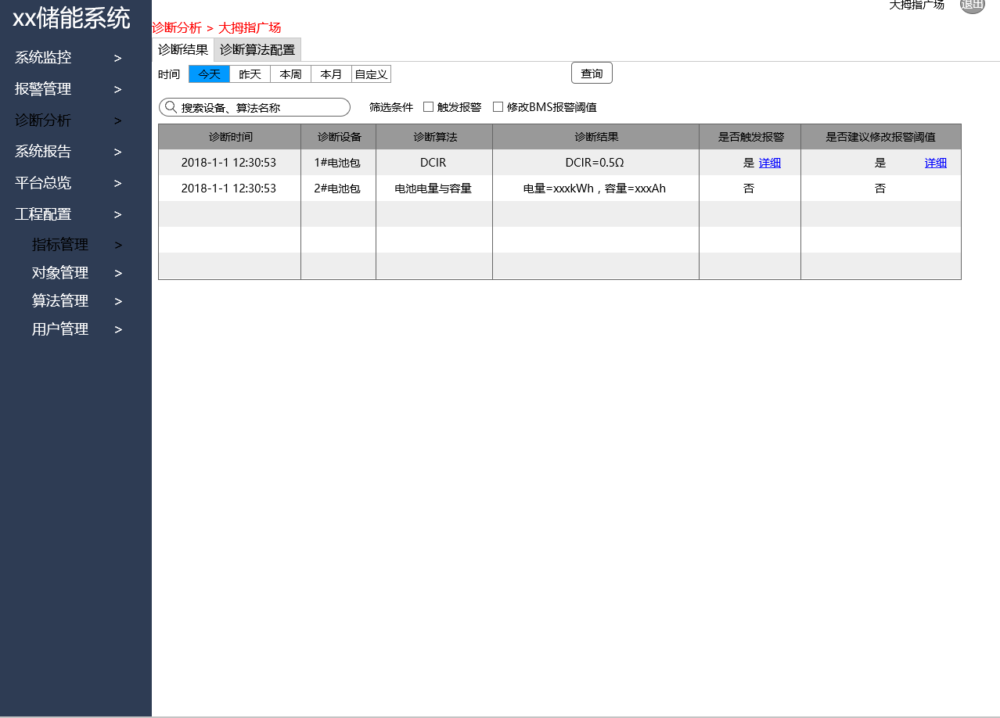 xx储能系统
大拇指广场 退出
诊断分析 > 大拇指广场
诊断结果 诊断算法配置
时间 今天 昨天 本周 本月 自定义 查询
搜索设备、算法名称 筛选条件 触发报警 修改BMS报警阈值
系统监控 >
报警管理 >
诊断分析 >
系统报告 >
平台总览 >
工程配置 >
指标管理 >
对象管理 >
算法管理 >
用户管理 >
诊断时间 诊断设备 诊断算法 诊断结果 是否触发报警 是否建议修改报警阈值
2018-1-1 12:30:53 1#电池包 DCIR DCIR=0.5Ω 是 详细 是 详细
2018-1-1 12:30:53 2#电池包 电池电量与容量 电量=xxxkWh，容量=xxxAh 否 否